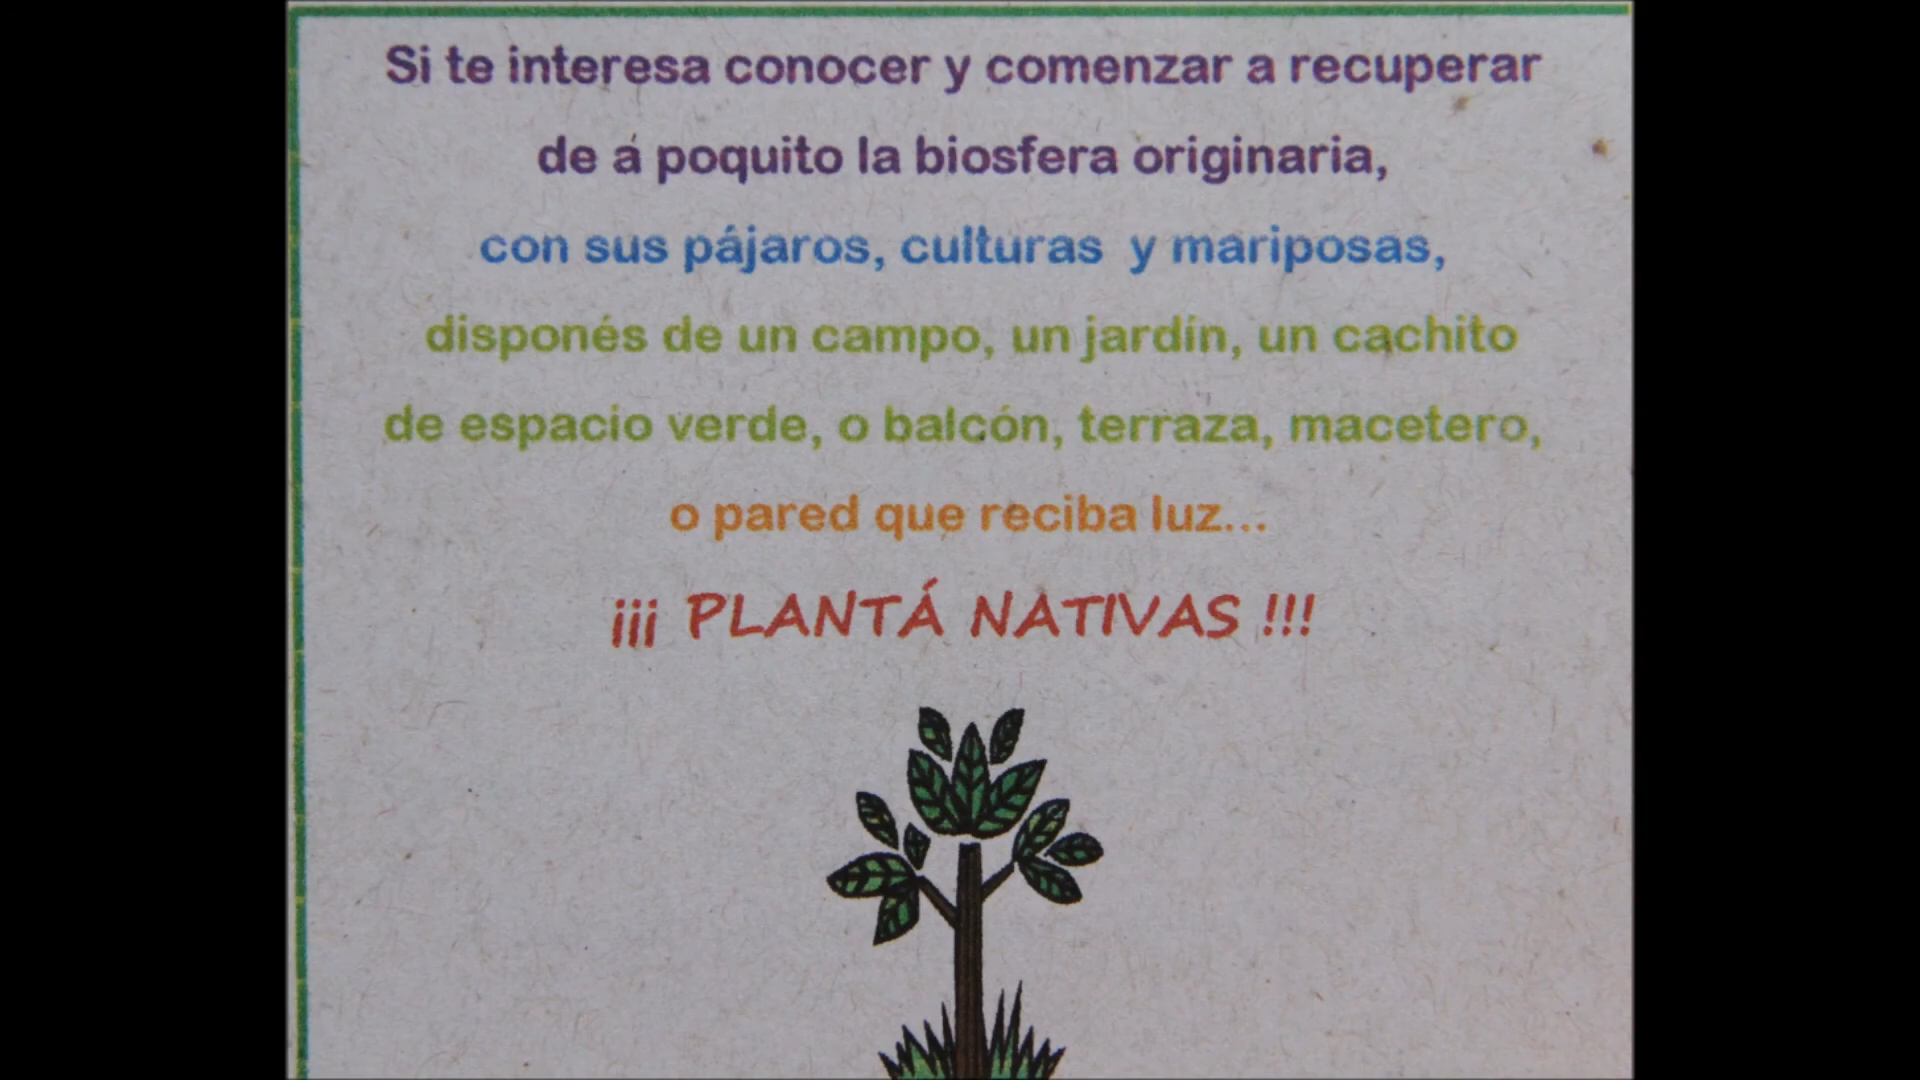 Si te interesa conocer y comenzar a recuperar
de á poquito la biosfera originaria,
con sus pájaros, culturas y mariposas,
disponés de un campo, un jardín, un cachito
de espacio verde, o balcón, terraza, macetero,
o pared que reciba luz...
¡¡¡ PLANTÁ NATIVAS !!!